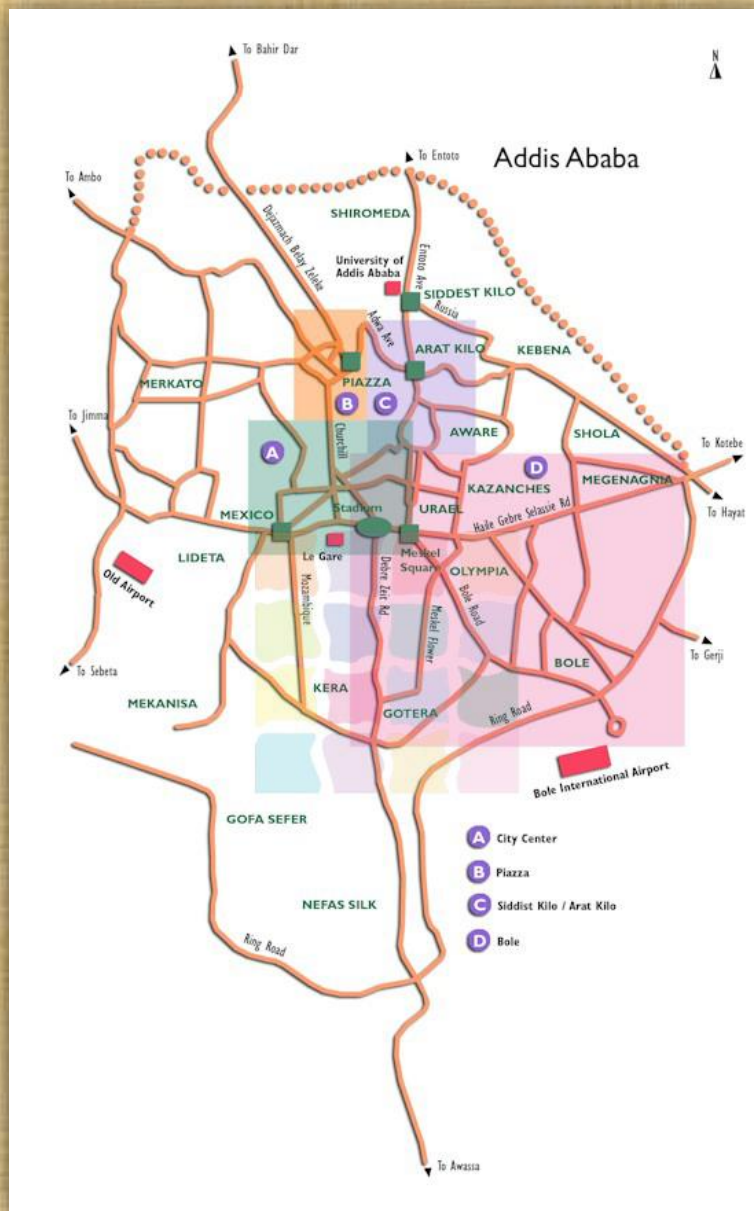 To Bahir Dar
N
To Entoto
Addis Ababa
To Ambo
SHIROMEDA
Dejazmach Belay Zeleke
University of
Addis Ababa
Entoto Ave
SIDDEST KILO
Russia
Adwa Ave
ARAT KILO
KEBENA
PIAZZA
MERKATO
B
C
To Jimma
Churchill
AWARE
SHOLA
To Kotebe
A
D
KAZANCHES
MEGENAGNIA
To Hayat
MEXICO
Stadium
URAEL
Haile Gebre Selassie Rd
LIDETA
Le Gare
Meskel
Square
OLYMPIA
Old Airport
Mozambique
Debre Zeit Rd.
Meskel Flower
Bole Road
To Sebeta
BOLE
To Gerji
KERA
MEKANISA
GOTERA
Ring Road
Bole International Airport
GOFA SEFER
A City Center
B Piazza
C Siddist Kilo / Arat Kilo
D Bole
NEFAS SILK
Ring Road
To Awassa